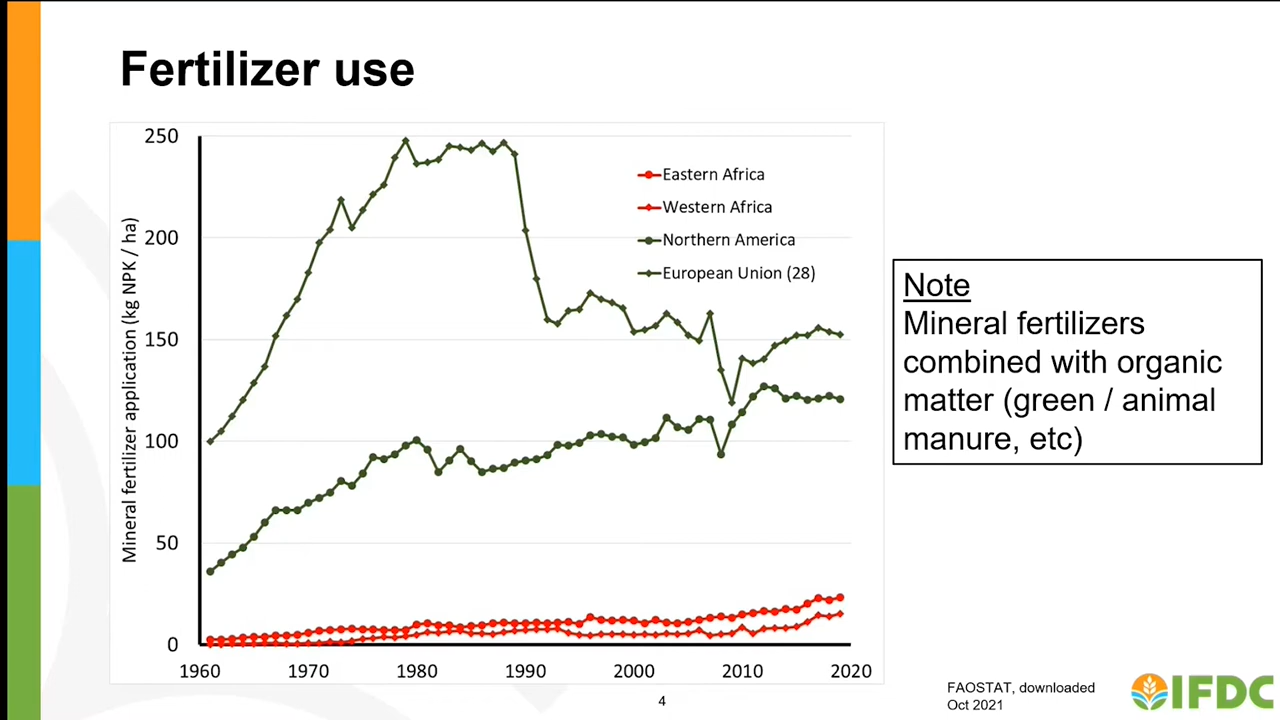 Fertilizer use
Mineral fertilizer application (kg NPK / ha)
250
200
150
100
50
0
1960
1970
1980
1990
2000
2010
2020
Eastern Africa
Western Africa
Northern America
European Union (28)
Note
Mineral fertilizers
combined with organic
matter (green / animal
manure, etc)
4
FAOSTAT, downloaded
Oct 2021
IFDC